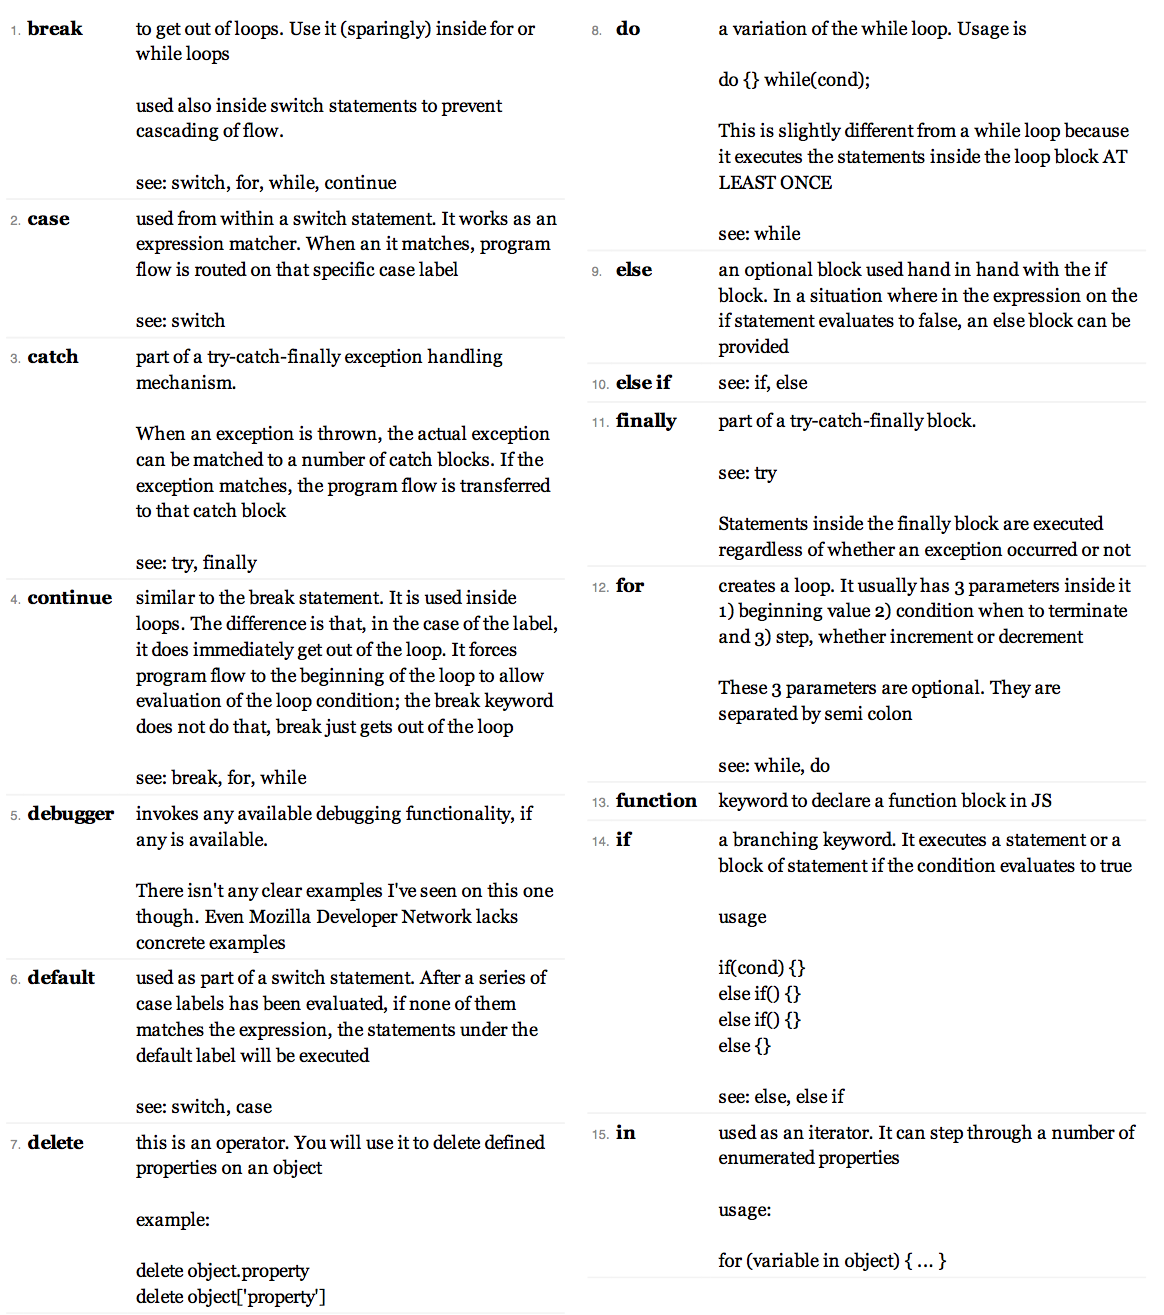 1. break to get out of loops. Use it (sparingly) inside for or
while loops
used also inside switch statements to prevent
cascading of flow.
see: switch, for, while, continue
2. case used from within a switch statement. It works as an
expression matcher. When an it matches, program
flow is routed on that specific case label
see: switch
3. catch part of a try-catch-finally exception handling
mechanism.
When an exception is thrown, the actual exception
can be matched to a number of catch blocks. If the
exception matches, the program flow is transferred
to that catch block
see: try, finally
4. continue similar to the break statement. It is used inside
loops. The difference is that, in the case of the label,
it does immediately get out of the loop. It forces
program flow to the beginning of the loop to allow
evaluation of the loop condition; the break keyword
does not do that, break just gets out of the loop
see: break, for, while
5. debugger invokes any available debugging functionality, if
any is available.
There isn't any clear examples I've seen on this one
though. Even Mozilla Developer Network lacks
concrete examples
6. default used as part of a switch statement. After a series of
case labels has been evaluated, if none of them
matches the expression, the statements under the
default label will be executed
see: switch, case
7. delete this is an operator. You will use it to delete defined
properties on an object
example:
delete object.property
delete object['property']
8. do a variation of the while loop. Usage is
do {} while(cond);
This is slightly different from a while loop because
it executes the statements inside the loop block AT
LEAST ONCE
see: while
9. else an optional block used hand in hand with the if
block. In a situation where in the expression on the
if statement evaluates to false, an else block can be
provided
10. else if see: if, else
11. finally part of a try-catch-finally block.
see: try
Statements inside the finally block are executed
regardless of whether an exception occurred or not
12. for creates a loop. It usually has 3 parameters inside it
1) beginning value 2) condition when to terminate
and 3) step, whether increment or decrement
These 3 parameters are optional. They are
separated by semi colon
see: while, do
13. function keyword to declare a function block in JS
14. if a branching keyword. It executes a statement or a
block of statement if the condition evaluates to true
usage
if(cond) {}
else if() {}
else if() {}
else {}
see: else, else if
15. in used as an iterator. It can step through a number of
enumerated properties
usage:
for (variable in object) { ... }